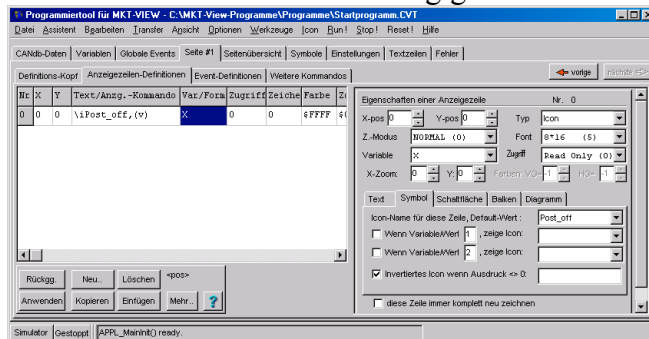 Programmiertool für MKT-VIEW - C:\MKT-View-Programme\Programme\Startprogramm.CVT
Datei Assistent Bearbeiten Iransfer Ansicht Optionen Werkzeuge Icon Run! Stop! Reset! Hilfe
CANdb-Daten Variablen Globale Events Seite #1 Seitenübersicht Symbole Einstellungen Textzeilen Fehler
Definitions-Kopf Anzeigezeilen-Definitionen Event-Definitionen Weitere Kommandos vorige nächste =>
Nr X Y Text/Anzg.-Kommando Var/Form Zugriff Zeiche Farbe
0 0 0 \iPost_off,(v) X 0 0 $FFFF
Eigenschaften einer Anzeigezeile Nr. 0
X-pos 0 Y-pos 0 Typ Icon
Z.-Modus NORMAL (0) Font 8*16 (5)
Variable X Zugriff Read Only (0)
X-Zoom: 0 Y: 0 Farben: VG= -1 HG= -1
Text Symbol Schaltfläche Balken Diagramm
Icon-Name für diese Zeile, Default-Wert : Post_off
Wenn Variable/Wert 1 , zeige Icon:
Wenn Variable/Wert 2 , zeige Icon:
Invertiertes Icon wenn Ausdruck <> 0:
diese Zeile immer komplett neu zeichnen
Rückgg. Neu.. Löschen <pos>
Anwenden Kopieren Einfügen Mehr.. ?
Simulator Gestoppt APPL_MainInit() ready.